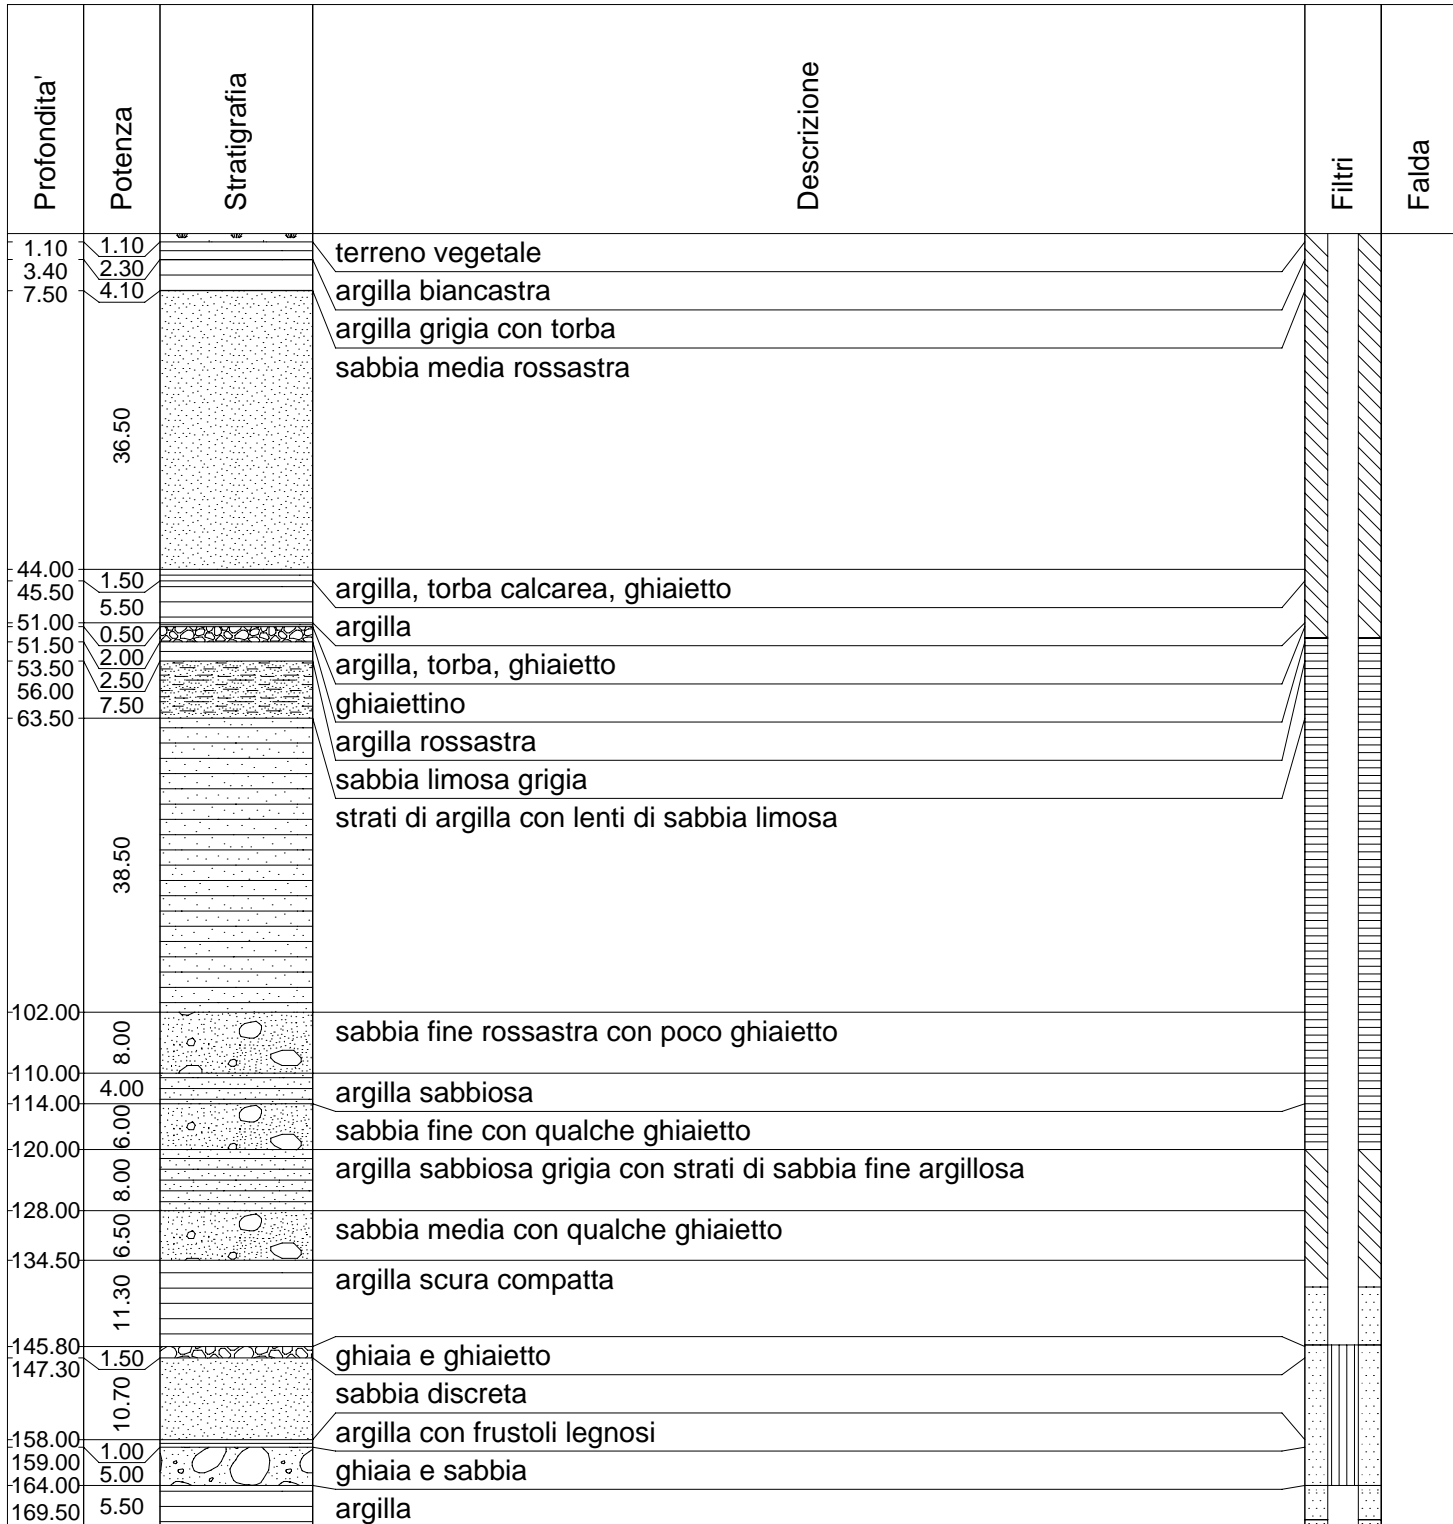 Profondita'
Potenza
Stratigrafia
Descrizione
Filtri
Falda
1.10 1.10 terreno vegetale
3.40 2.30 argilla biancastra
7.50 4.10 argilla grigia con torba
36.50 sabbia media rossastra
44.00
45.50 1.50 argilla, torba calcarea, ghiaietto
51.00 5.50 argilla
51.50 0.50 argilla, torba, ghiaietto
53.50 2.00 ghiaiettino
56.00 2.50 argilla rossastra
63.50 7.50 sabbia limosa grigia
38.50 strati di argilla con lenti di sabbia limosa
102.00
8.00 sabbia fine rossastra con poco ghiaietto
110.00
4.00 argilla sabbiosa
114.00
6.00 sabbia fine con qualche ghiaietto
120.00
8.00 argilla sabbiosa grigia con strati di sabbia fine argillosa
128.00
6.50 sabbia media con qualche ghiaietto
134.50
11.30 argilla scura compatta
145.80
147.30 1.50 ghiaia e ghiaietto
10.70 sabbia discreta
158.00
159.00 1.00 argilla con frustoli legnosi
164.00 5.00 ghiaia e sabbia
169.50 5.50 argilla